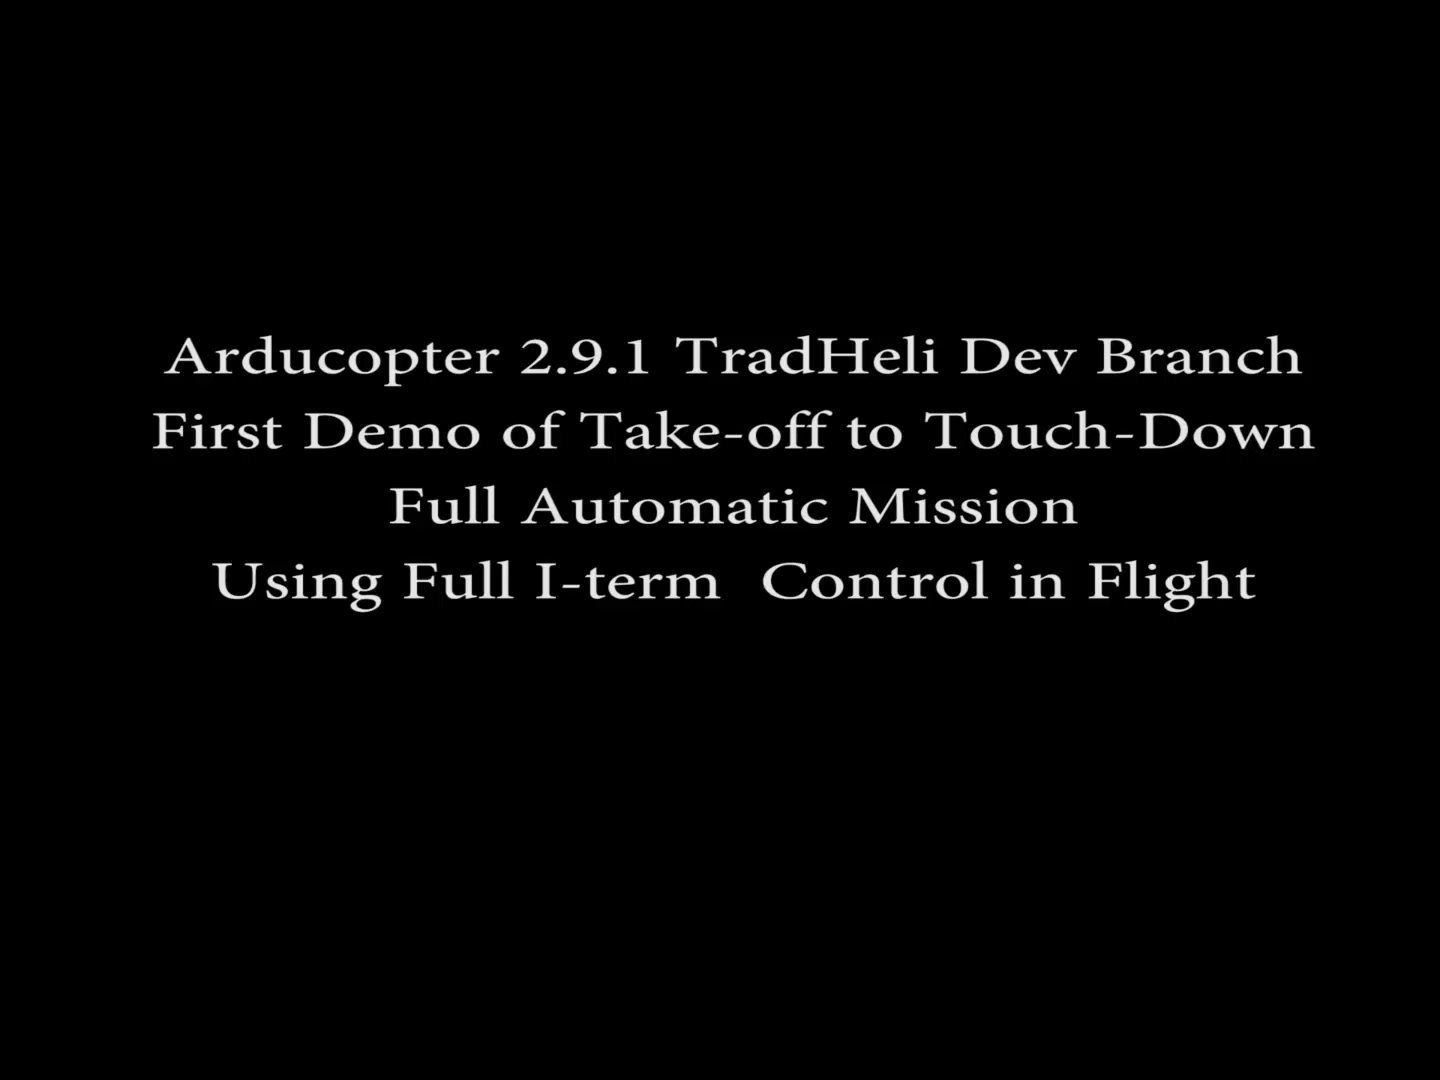 Arducopter 2.9.1 TradHeli Dev Branch
First Demo of Take-off to Touch-Down
Full Automatic Mission
Using Full I-term  Control in Flight